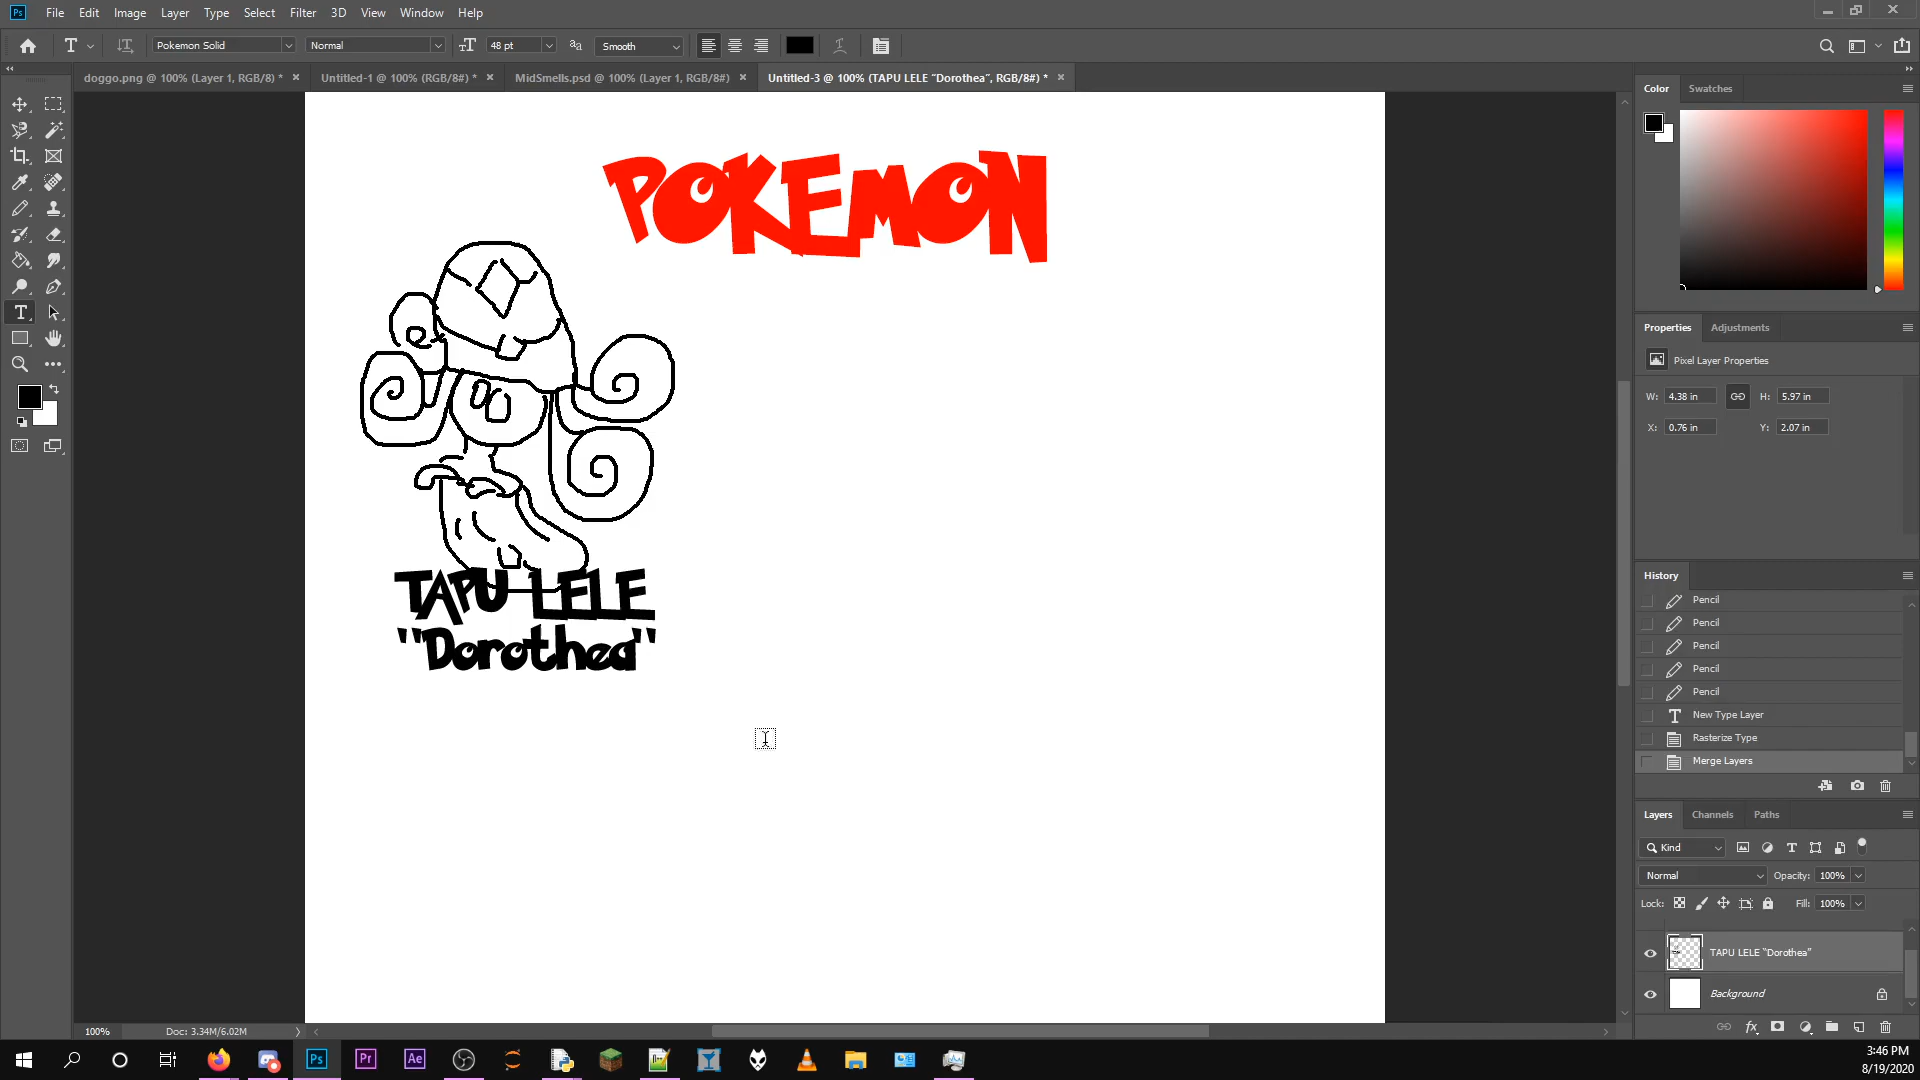 Ps File Edit Image Layer Type Select Filter 3D View Window Help
Pokemon Solid Normal 48 pt Smooth
doggo.png @ 100% (Layer 1, RGB/8) * Untitled-1 @ 100% (RGB/8#) * MidSmells.psd @ 100% (Layer 1, RGB/8#) Untitled-3 @ 100% (TAPU LELE “Dorothea”, RGB/8#) *
POKEMON
TAPU LELE
"Dorothea"
Color Swatches
Properties Adjustments
Pixel Layer Properties
W: 4.38 in H: 5.97 in
X: 0.76 in Y: 2.07 in
History
Pencil
Pencil
Pencil
Pencil
Pencil
New Type Layer
Rasterize Type
Merge Layers
Layers Channels Paths
Kind
Normal Opacity: 100%
Lock: Fill: 100%
TAPU LELE “Dorothea”
Background
fx
100% Doc: 3.34M/6.02M
Ps Pr Ae
3:46 PM
8/19/2020